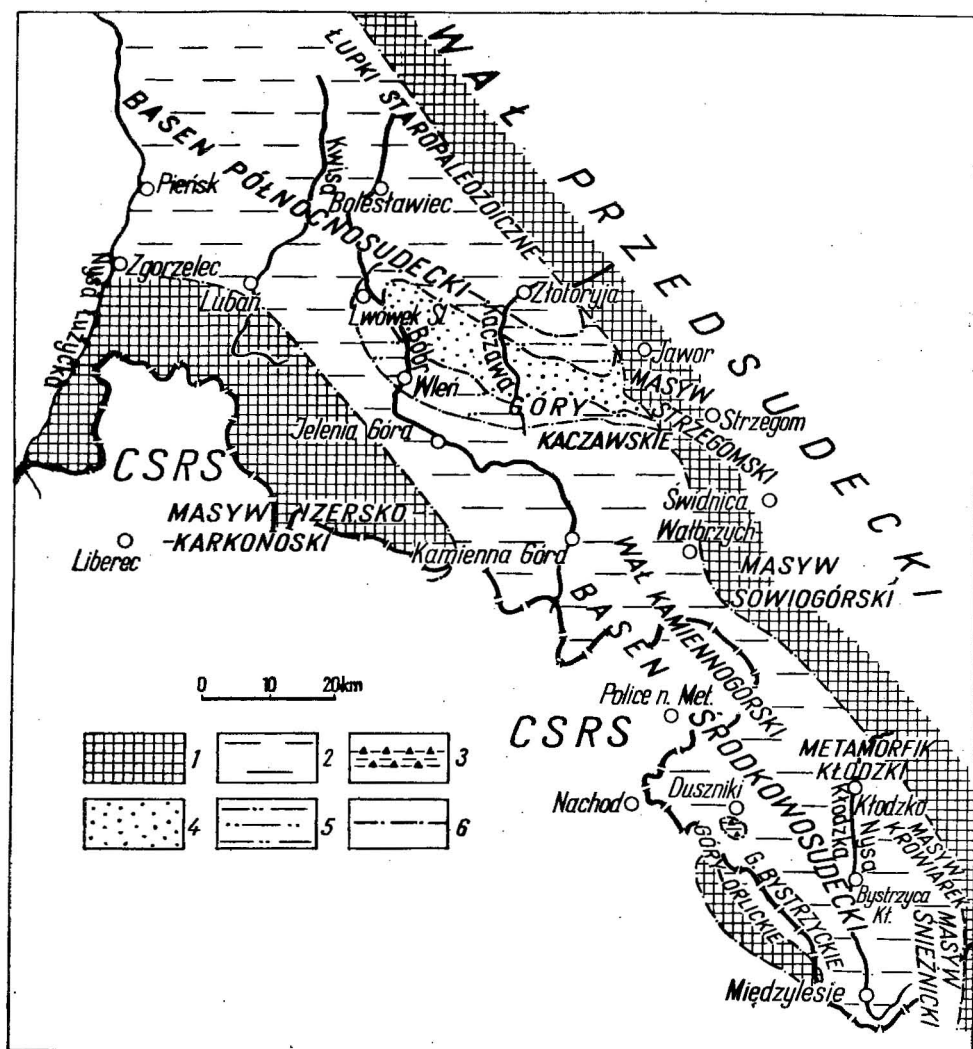 WAŁ PRZEDSUDECKI
ŁUPKI STAROPALEOZOICZNE
BASEN PÓŁNOCNOSUDECKI
Kwisa
Pieńsk
Bolesławiec
Nysa Łużycka
Zgorzelec
Lubań
Lwówek Śl.
Złotoryja
Bóbr
Kaczawa
Jawor
Wleń
MASYW STRZEGOMSKI
GÓRY
KACZAWSKIE
Strzegom
Jelenia Góra
CSRS
Świdnica
MASYW IZERSKO
-KARKONOSKI
Wałbrzych
Liberec
Kamienna Góra
MASYW
SOWIOGÓRSKI
WAŁ KAMIENNOGÓRSKI
BASEN ŚRODKOWOSUDECKI
0 10 20km
Police n. Met.
CSRS
1 2 3
4 5 6
METAMORFIK
KŁODZKI
Nachod
Duszniki
Kłodzko
Nysa Kłodzka
MASYW KROWIAREK
GÓRY ORLICKIE
G. BYSTRZYCKIE
Bystrzyca
Kł.
MASYW
ŚNIEŻNICKI
Międzylesie